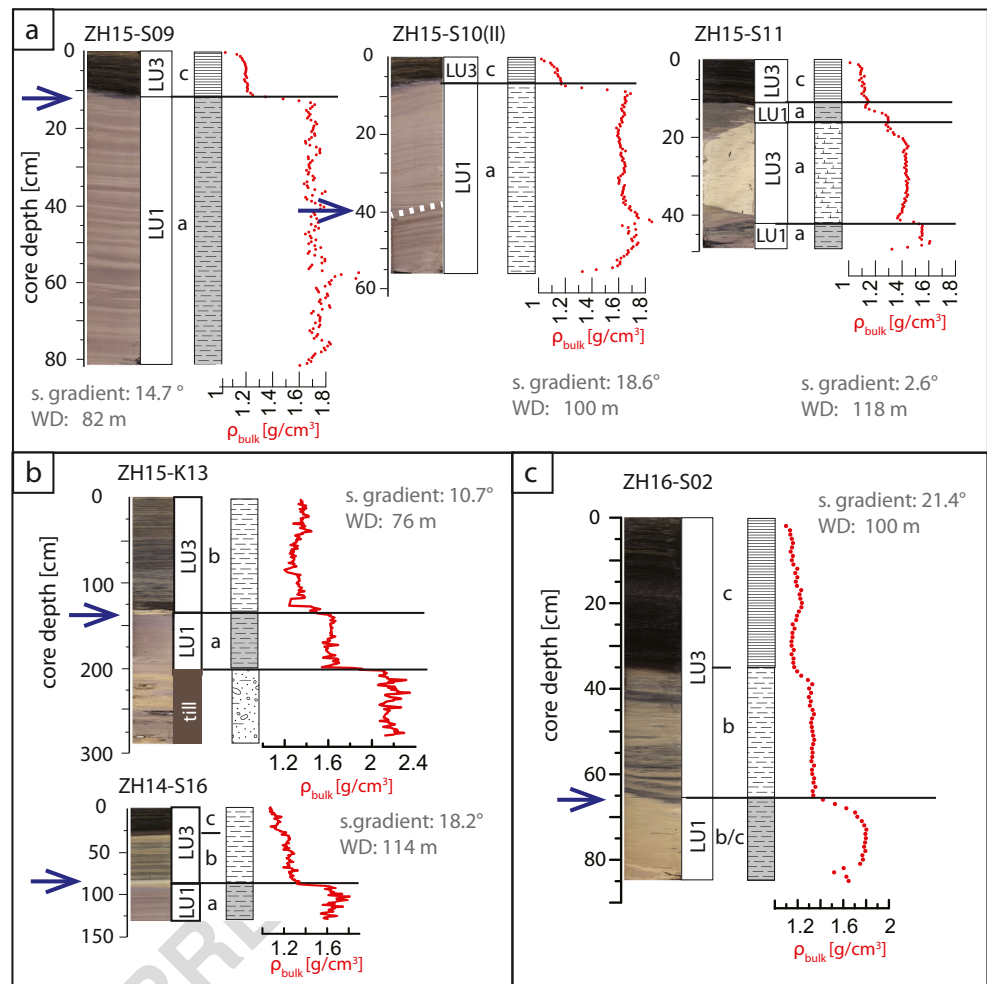 a
ZH15-S09
ZH15-S10(II)
ZH15-S11
core depth [cm]
0
20
40
60
80
LU3
c
LU1
a
1
1.2
1.4
1.6
1.8
ρbulk [g/cm³]
s. gradient: 14.7 °
WD: 82 m
0
20
40
60
LU3
c
LU1
a
1
1.2
1.4
1.6
1.8
ρbulk [g/cm³]
s. gradient: 18.6°
WD: 100 m
0
20
40
LU3
c
LU1
a
LU3
a
LU1
a
1
1.2
1.4
1.6
1.8
ρbulk [g/cm³]
s. gradient: 2.6°
WD: 118 m
b
ZH15-K13
s. gradient: 10.7°
WD: 76 m
core depth [cm]
0
100
200
300
LU3
b
LU1
a
till
1.2
1.6
2
2.4
ρbulk [g/cm³]
ZH14-S16
s.gradient: 18.2°
WD: 114 m
0
50
100
150
LU3
c
b
LU1
a
1.2
1.6
ρbulk [g/cm³]
c
ZH16-S02
s. gradient: 21.4°
WD: 100 m
core depth [cm]
0
20
40
60
80
LU3
c
b
LU1
b/c
1.2
1.6
2
ρbulk [g/cm³]